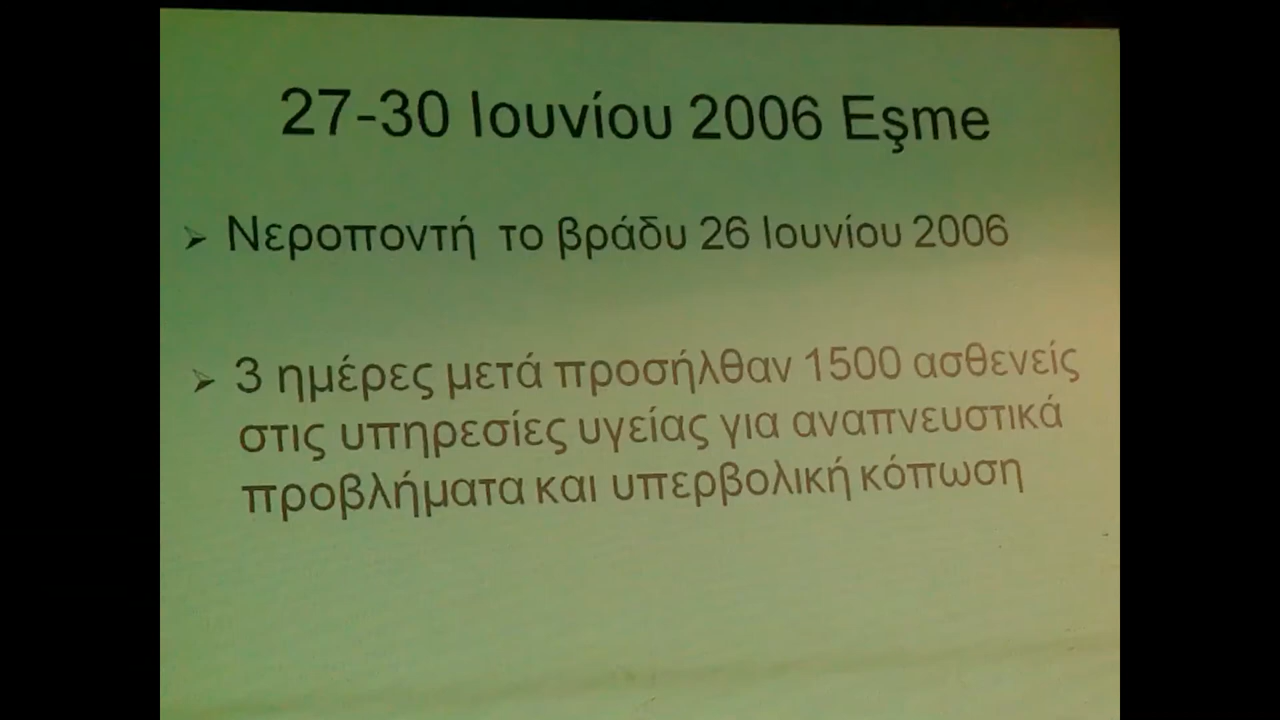 27-30 Ιουνίου 2006 Eşme
➢ Νεροποντή το βράδυ 26 Ιουνίου 2006
➢ 3 ημέρες μετά προσήλθαν 1500 ασθενείς
στις υπηρεσίες υγείας για αναπνευστικά
προβλήματα και υπερβολική κόπωση